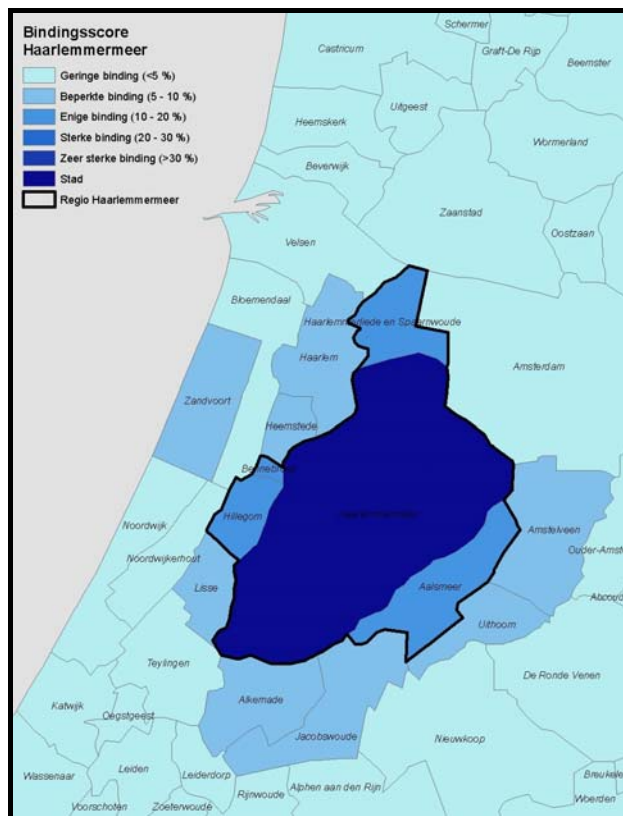 Bindingsscore
Haarlemmermeer
Geringe binding (<5 %)
Beperkte binding (5 - 10 %)
Enige binding (10 - 20 %)
Sterke binding (20 - 30 %)
Zeer sterke binding (>30 %)
Stad
Regio Haarlemmermeer
Schermer
Castricum
Graft-De Rijp
Beemster
Uitgeest
Heemskerk
Wormerland
Beverwijk
Zaanstad
Oostzaan
Velsen
Bloemendaal
Haarlemmerliede en Spaarnwoude
Haarlem
Amsterdam
Zandvoort
Heemstede
Bennebroek
Hillegom
Noordwijk
Amstelveen
Ouder-Amste
Noordwijkerhout
Lisse
Aalsmeer
Abcoude
Uithoorn
Teylingen
De Ronde Venen
Alkemade
Katwijk
Oegstgeest
Jacobswoude
Nieuwkoop
Wassenaar
Leiden
Leiderdorp
Rijnwoude
Alphen aan den Rijn
Breukele
Woerden
Voorschoten
Zoeterwoude